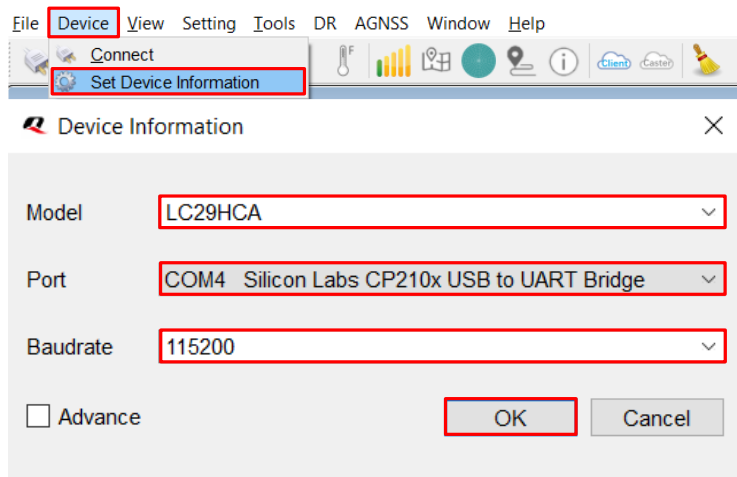 File Device View Setting Tools DR AGNSS Window Help
Connect
F
Client
Caster
Set Device Information
Device Information
Model LC29HCA
Port COM4 Silicon Labs CP210x USB to UART Bridge
Baudrate 115200
Advance OK Cancel